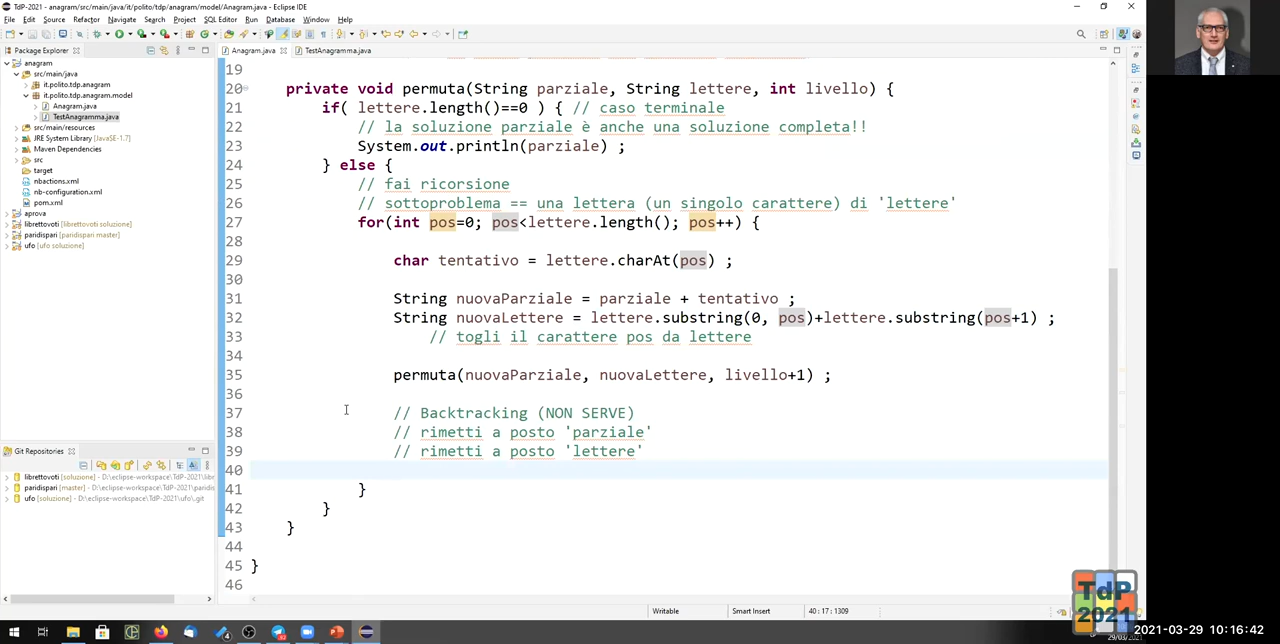 TdP-2021 - anagram/src/main/java/it/polito/tdp/anagram/model/Anagram.java - Eclipse IDE
File Edit Source Refactor Navigate Search Project SQL Editor Run Database Window Help
Package Explorer
Anagram.java TestAnagramma.java
anagram
src/main/java
it.polito.tdp.anagram
it.polito.tdp.anagram.model
Anagram.java
TestAnagramma.java
src/main/resources
JRE System Library [JavaSE-1.7]
Maven Dependencies
src
target
nbactions.xml
nb-configuration.xml
pom.xml
aprova
librettovoti [librettovoti soluzione]
paridispari [paridispari master]
ufo [ufo soluzione]
Git Repositories
librettovoti [soluzione] - D:\eclipse-workspace\TdP-2021\libr
paridispari [master] - D:\eclipse-workspace\TdP-2021\paridis
ufo [soluzione] - D:\eclipse-workspace\TdP-2021\ufo\.git
19
20 private void permuta(String parziale, String lettere, int livello) {
21 if( lettere.length()==0 ) { // caso terminale
22 // la soluzione parziale è anche una soluzione completa!!
23 System.out.println(parziale) ;
24 } else {
25 // fai ricorsione
26 // sottoproblema == una lettera (un singolo carattere) di 'lettere'
27 for(int pos=0; pos<lettere.length(); pos++) {
28
29 char tentativo = lettere.charAt(pos) ;
30
31 String nuovaParziale = parziale + tentativo ;
32 String nuovaLettere = lettere.substring(0, pos)+lettere.substring(pos+1) ;
33 // togli il carattere pos da lettere
34
35 permuta(nuovaParziale, nuovaLettere, livello+1) ;
36
37 // Backtracking (NON SERVE)
38 // rimetti a posto 'parziale'
39 // rimetti a posto 'lettere'
40
41 }
42 }
43 }
44
45 }
46
Writable Smart Insert 40 : 17 : 1309
TdP
2021
2021-03-29 10:16:42